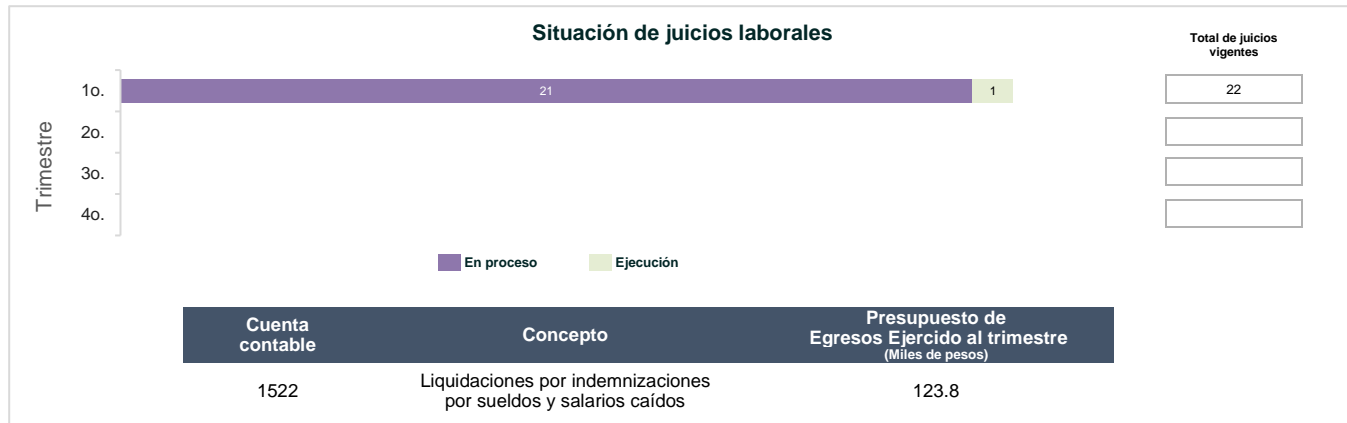 Situación de juicios laborales
Total de juicios
vigentes
Trimestre
1o.
21
1
22
2o.
3o.
4o.
En proceso
Ejecución
Cuenta
contable
Concepto
Presupuesto de
Egresos Ejercido al trimestre
(Miles de pesos)
1522
Liquidaciones por indemnizaciones
por sueldos y salarios caídos
123.8